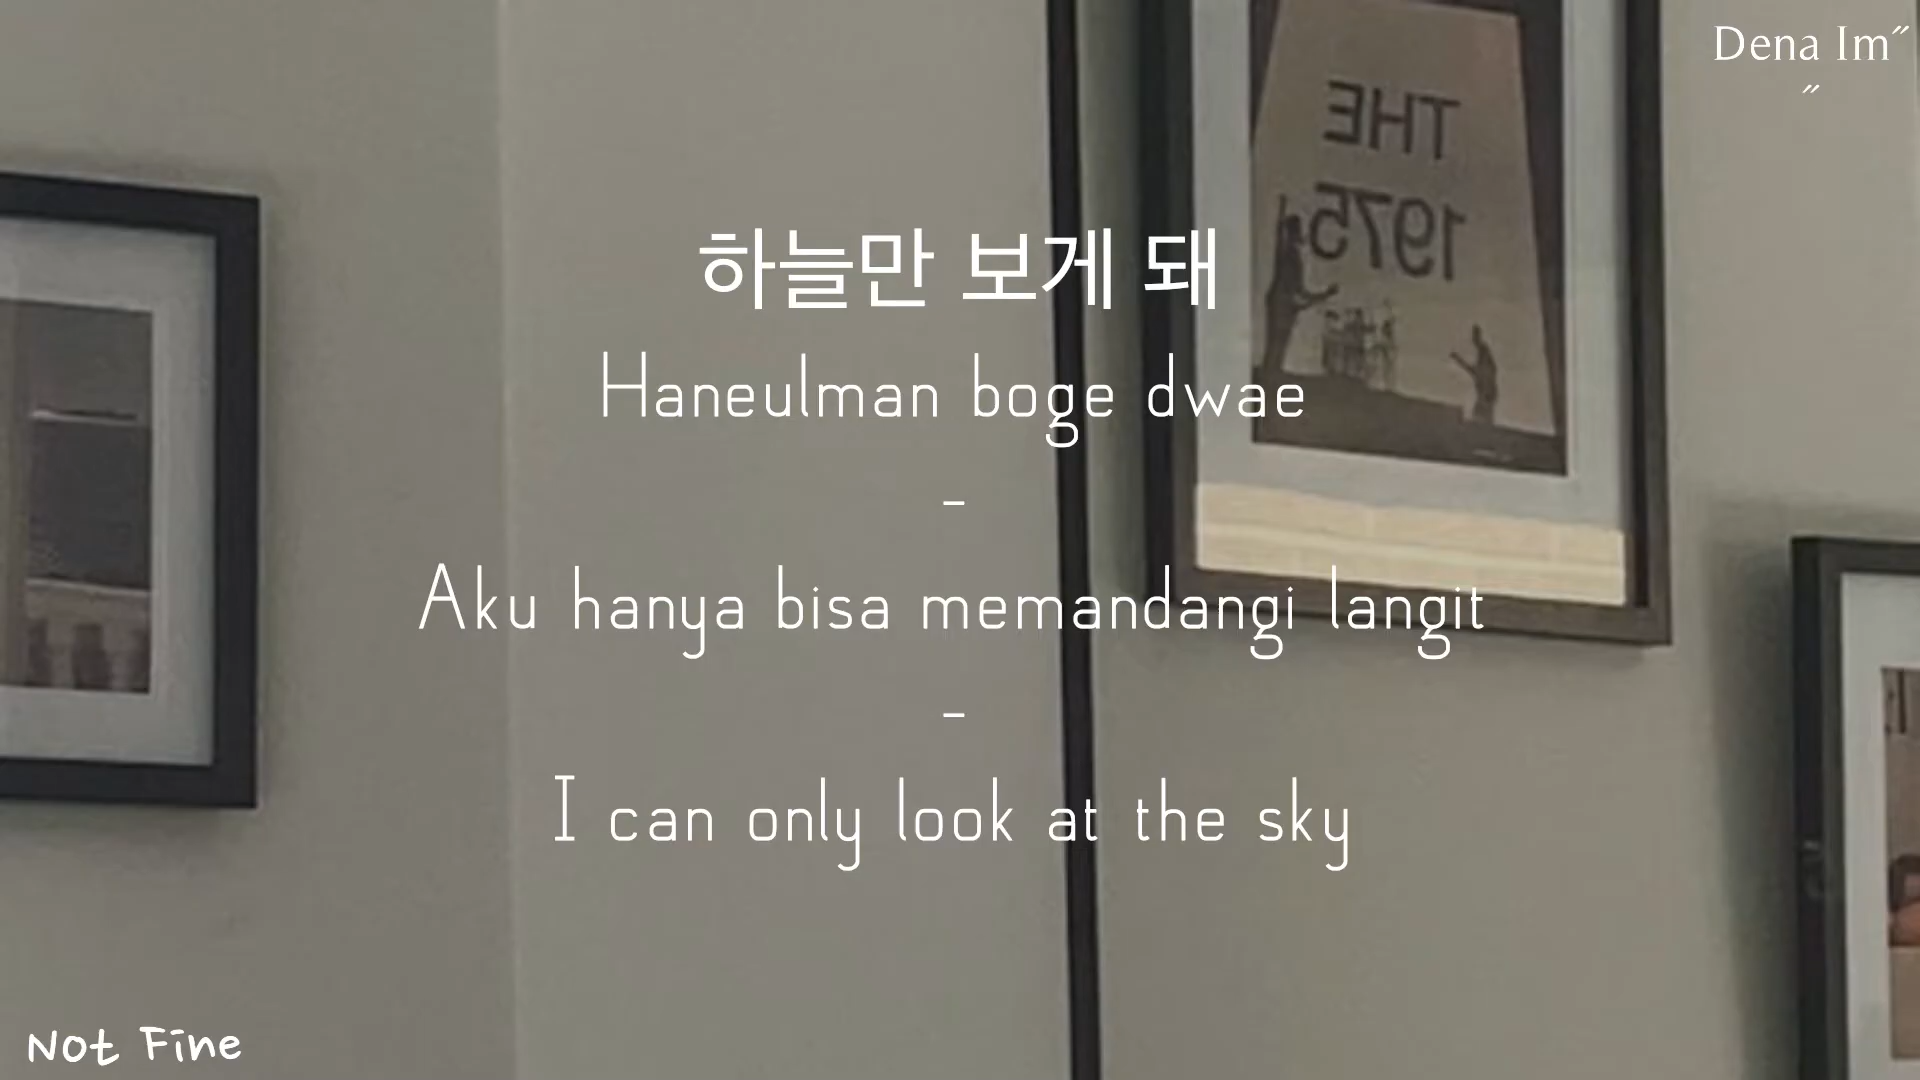 Dena Im˝
˝
THE
1975
하늘만 보게 돼
Haneulman boge dwae
-
Aku hanya bisa memandangi langit
-
I can only look at the sky
Not Fine